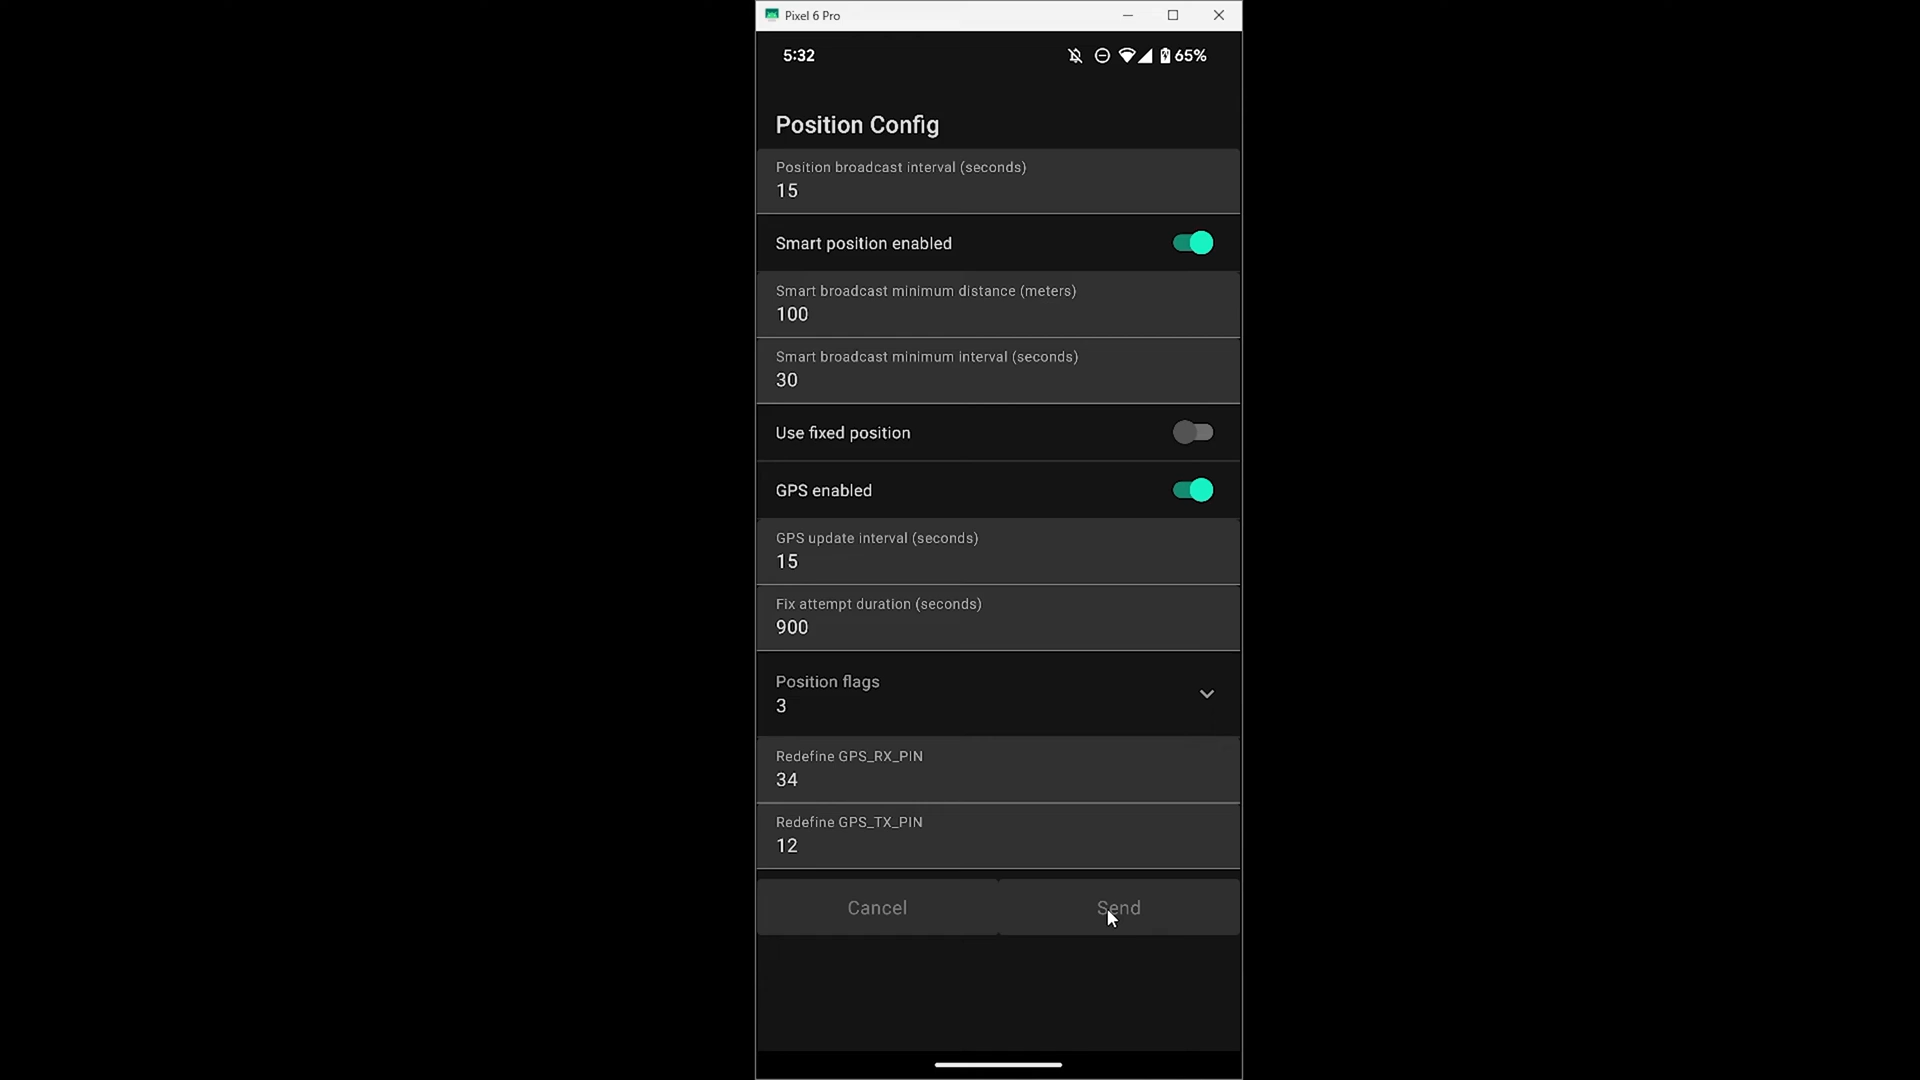 Pixel 6 Pro
5:32
65%
Position Config
Position broadcast interval (seconds)
15
Smart position enabled
Smart broadcast minimum distance (meters)
100
Smart broadcast minimum interval (seconds)
30
Use fixed position
GPS enabled
GPS update interval (seconds)
15
Fix attempt duration (seconds)
900
Position flags
3
Redefine GPS_RX_PIN
34
Redefine GPS_TX_PIN
12
Cancel
Send